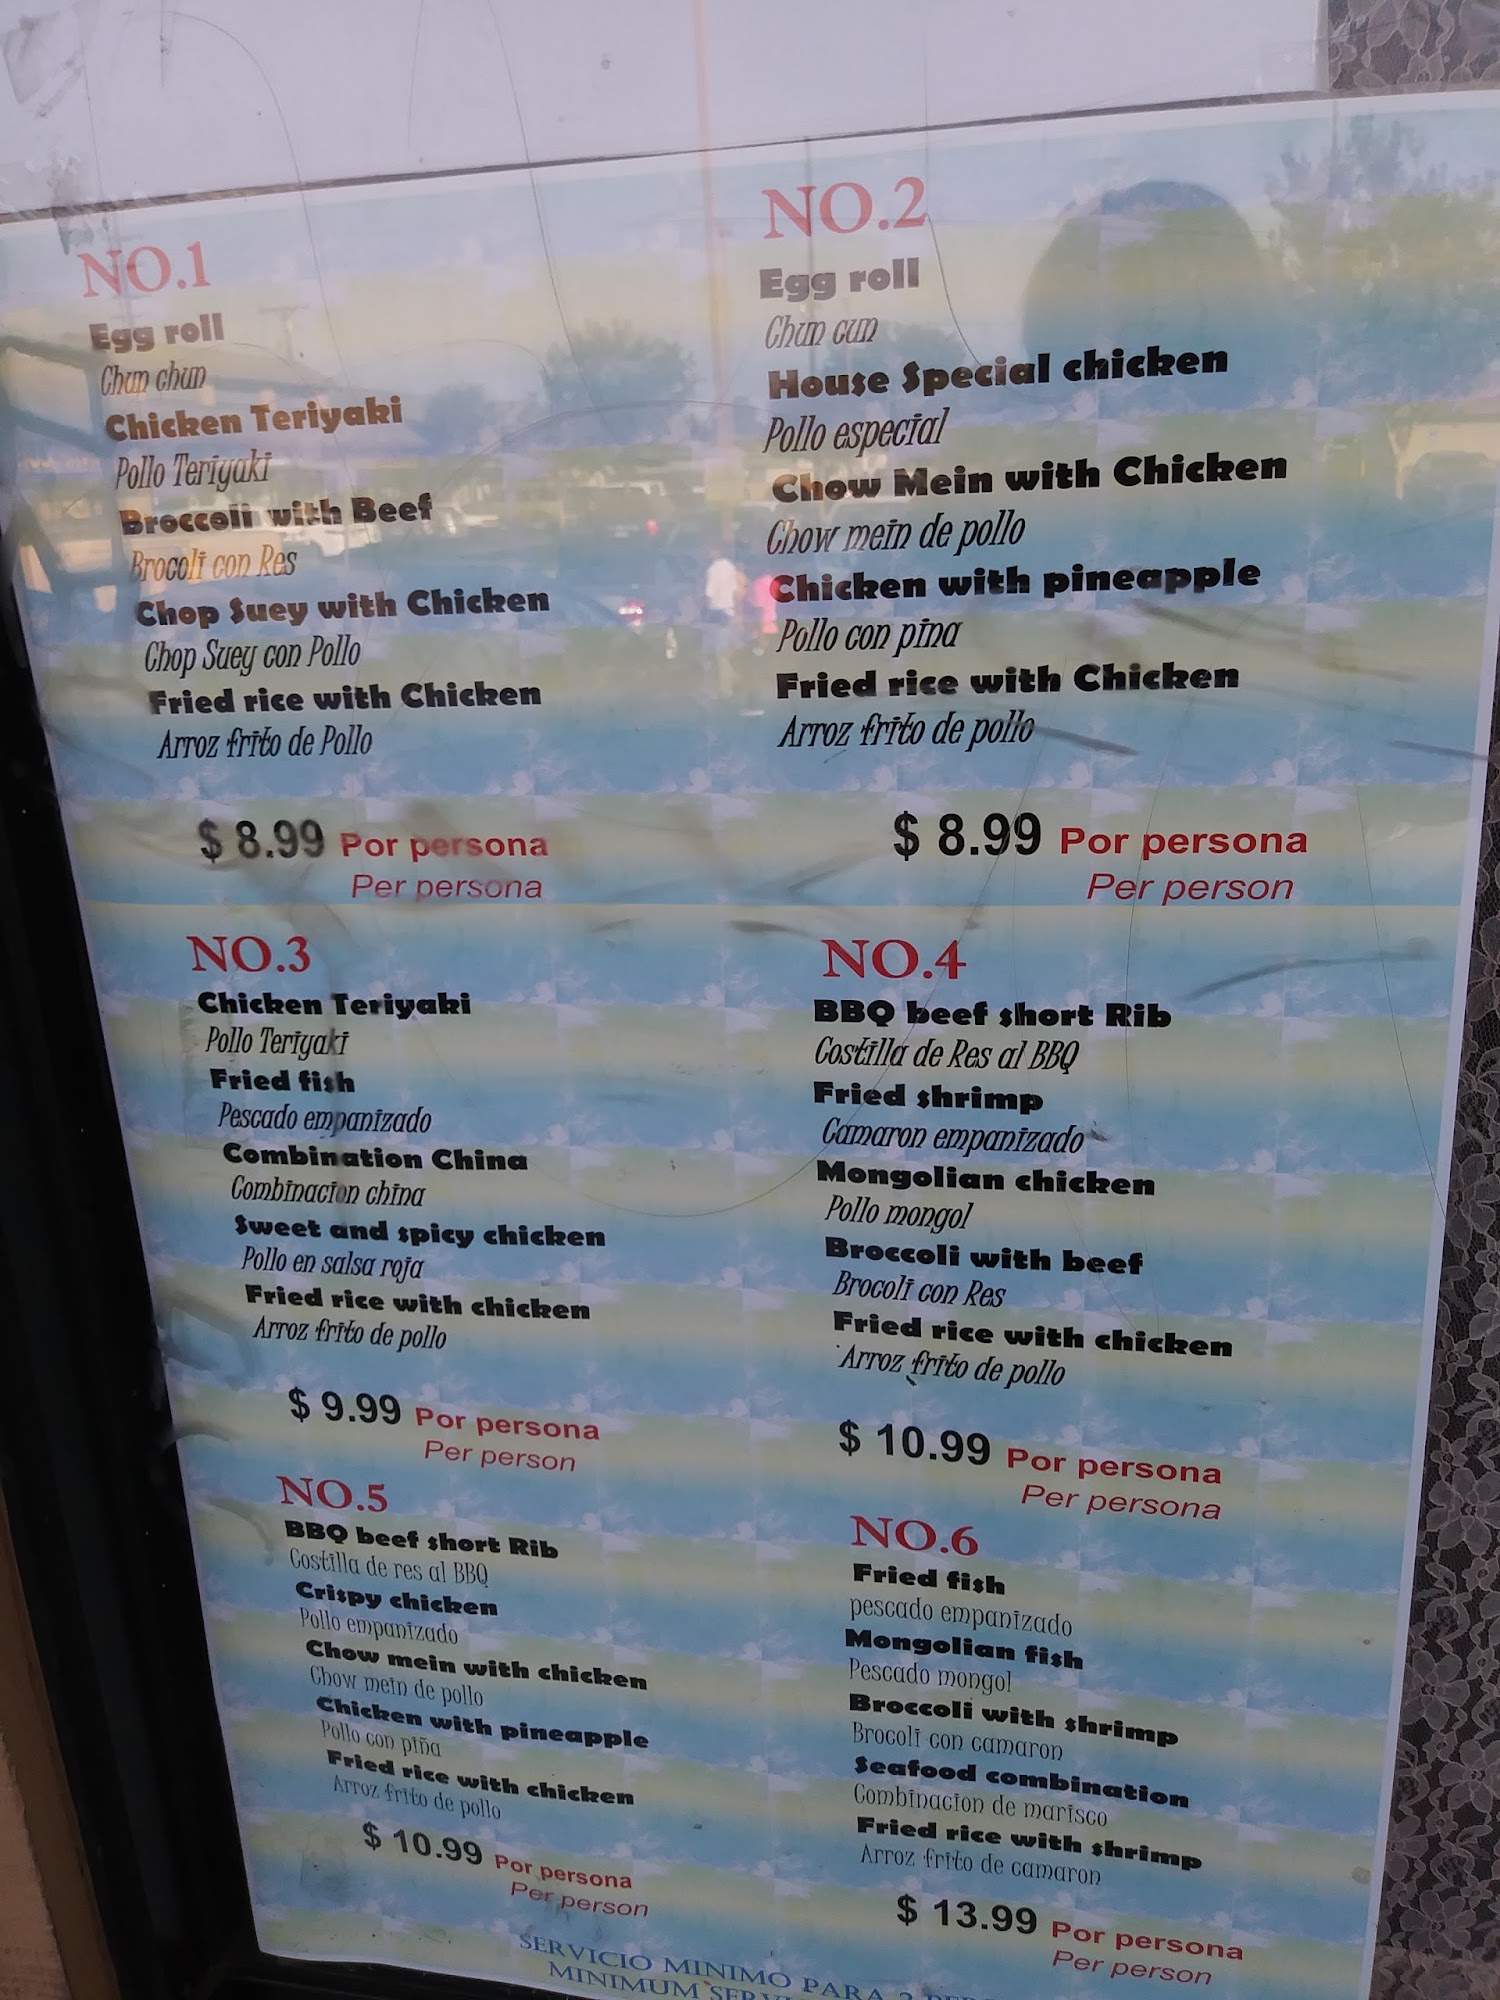 NO.1
Egg roll
Chun chun
Chicken Teriyaki
Pollo Teriyaki
Broccoli with Beef
Brocoli con Res
Chop Suey with Chicken
Chop Suey con Pollo
Fried rice with Chicken
Arroz frito de Pollo
$ 8.99 Por persona
Per persona
NO.2
Egg roll
Chun cun
House Special chicken
Pollo especial
Chow Mein with Chicken
Chow mein de pollo
Chicken with pineapple
Pollo con pina
Fried rice with Chicken
Arroz frito de pollo
$ 8.99 Por persona
Per person
NO.3
Chicken Teriyaki
Pollo Teriyaki
Fried fish
Pescado empanizado
Combination China
Combinacion china
Sweet and spicy chicken
Pollo en salsa roja
Fried rice with chicken
Arroz frito de pollo
$ 9.99 Por persona
Per person
NO.4
BBQ beef short Rib
Costilla de Res al BBQ
Fried shrimp
Camaron empanizado
Mongolian chicken
Pollo mongol
Broccoli with beef
Brocoli con Res
Fried rice with chicken
Arroz frito de pollo
$ 10.99 Por persona
Per persona
NO.5
BBQ beef short Rib
Costilla de res al BBQ
Crispy chicken
Pollo empanizado
Chow mein with chicken
Chow mein de pollo
Chicken with pineapple
Pollo con piña
Fried rice with chicken
Arroz frito de pollo
$ 10.99 Por persona
Per person
NO.6
Fried fish
pescado empanizado
Mongolian fish
Pescado mongol
Broccoli with shrimp
Brocoli con camaron
Seafood combination
Combinacion de marisco
Fried rice with shrimp
Arroz frito de camaron
$ 13.99 Por persona
Per person
SERVICIO MINIMO PARA 2
MINIMUM